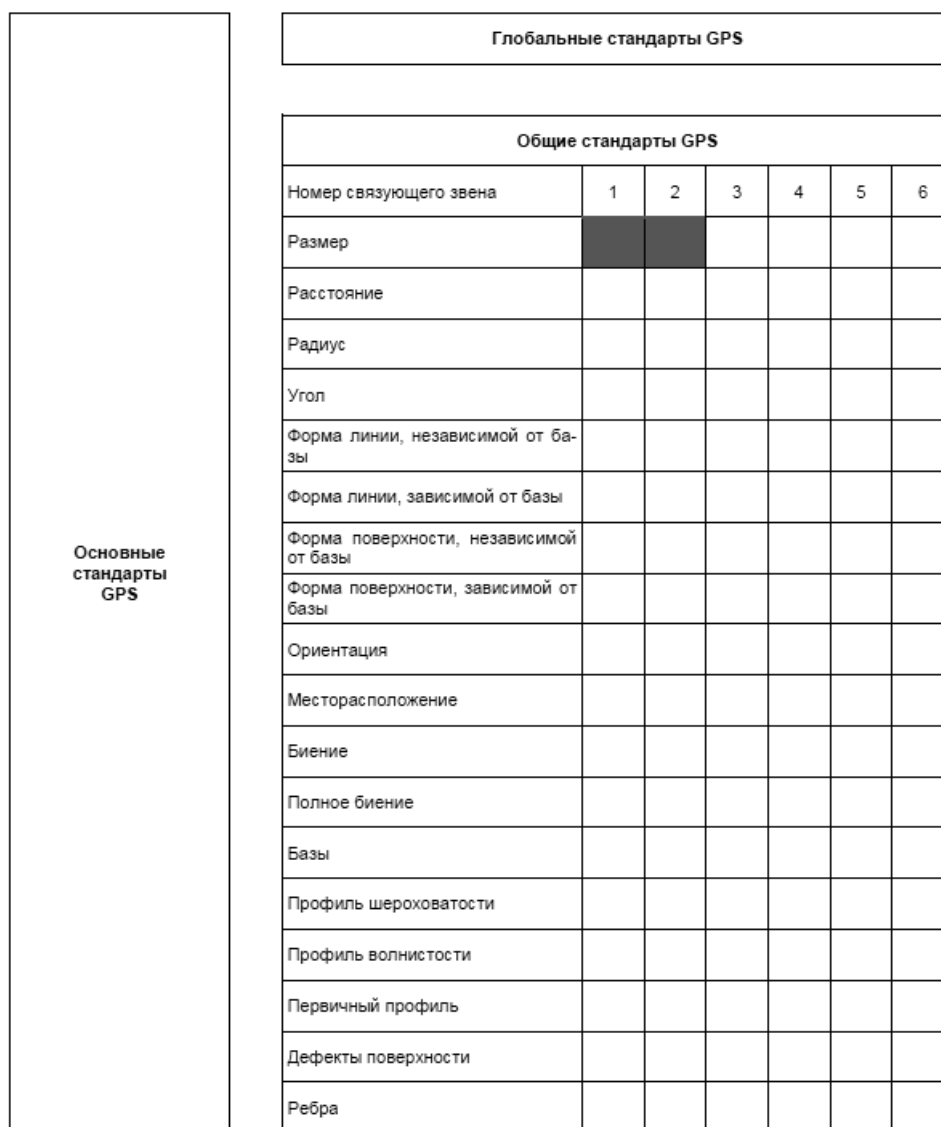 Глобальные стандарты GPS
Общие стандарты GPS
Номер связующего звена 1 2 3 4 5 6
Размер
Расстояние
Радиус
Угол
Форма линии, независимой от ба-
зы
Форма линии, зависимой от базы
Форма поверхности, независимой
от базы
Форма поверхности, зависимой от
базы
Ориентация
Месторасположение
Биение
Полное биение
Базы
Профиль шероховатости
Профиль волнистости
Первичный профиль
Дефекты поверхности
Ребра
Основные
стандарты
GPS